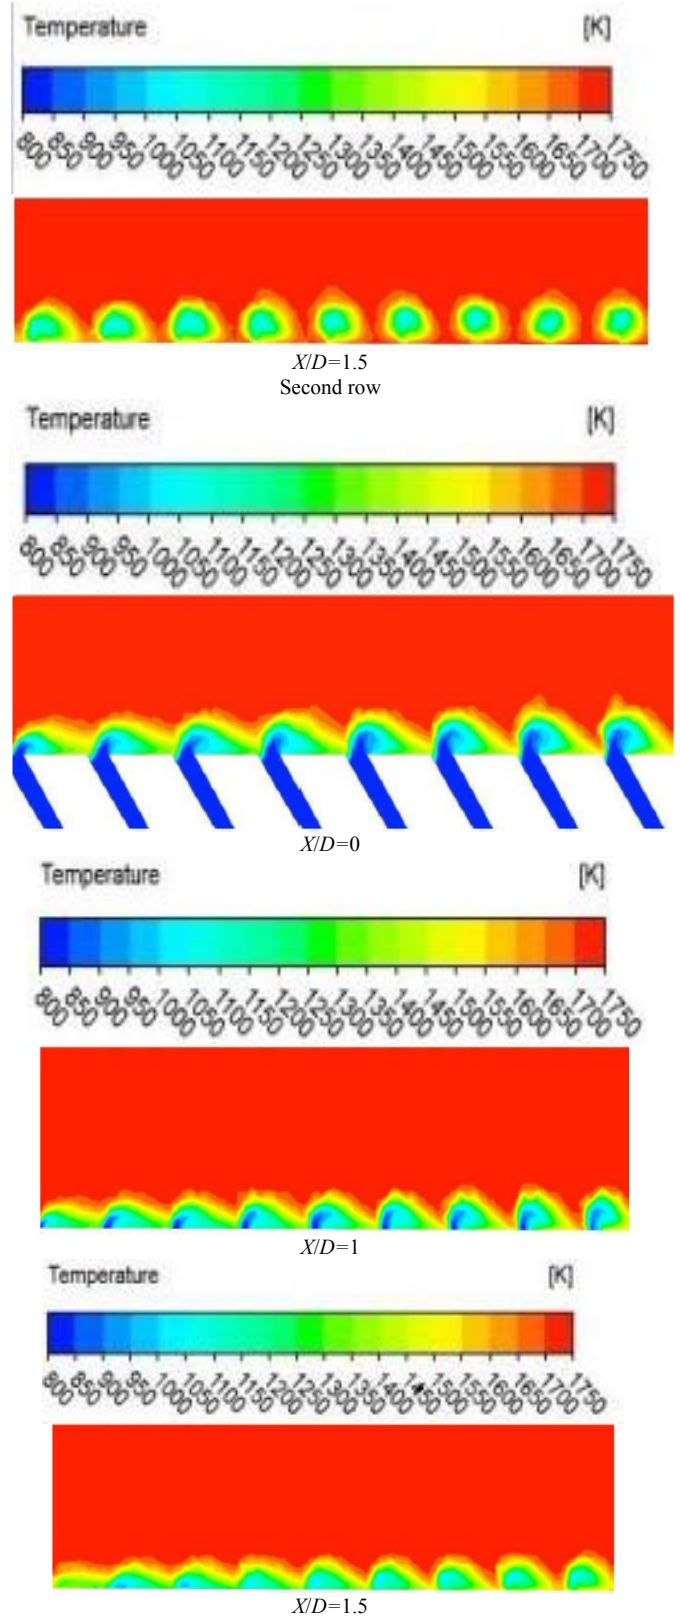 Temperature [K]
800 850 900 950 1000 1050 1100 1150 1200 1250 1300 1350 1400 1450 1500 1550 1600 1650 1700 1750
X/D=1.5
Second row
Temperature [K]
800 850 900 950 1000 1050 1100 1150 1200 1250 1300 1350 1400 1450 1500 1550 1600 1650 1700 1750
X/D=0
Temperature [K]
800 850 900 950 1000 1050 1100 1150 1200 1250 1300 1350 1400 1450 1500 1550 1600 1650 1700 1750
X/D=1
Temperature [K]
800 850 900 950 1000 1050 1100 1150 1200 1250 1300 1350 1400 1500 1550 1600 1650 1700 1750
X/D=1.5